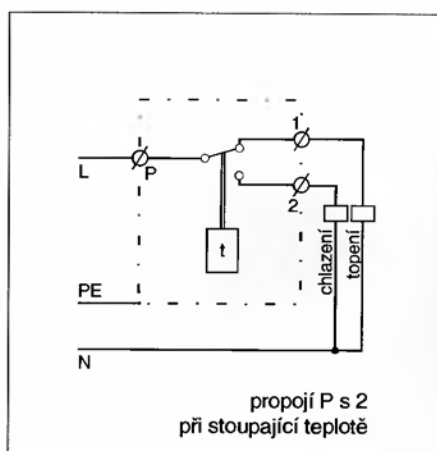 1
L
P
2
t
chlazení
topení
PE
N
propojí P s 2
při stoupající teplotě